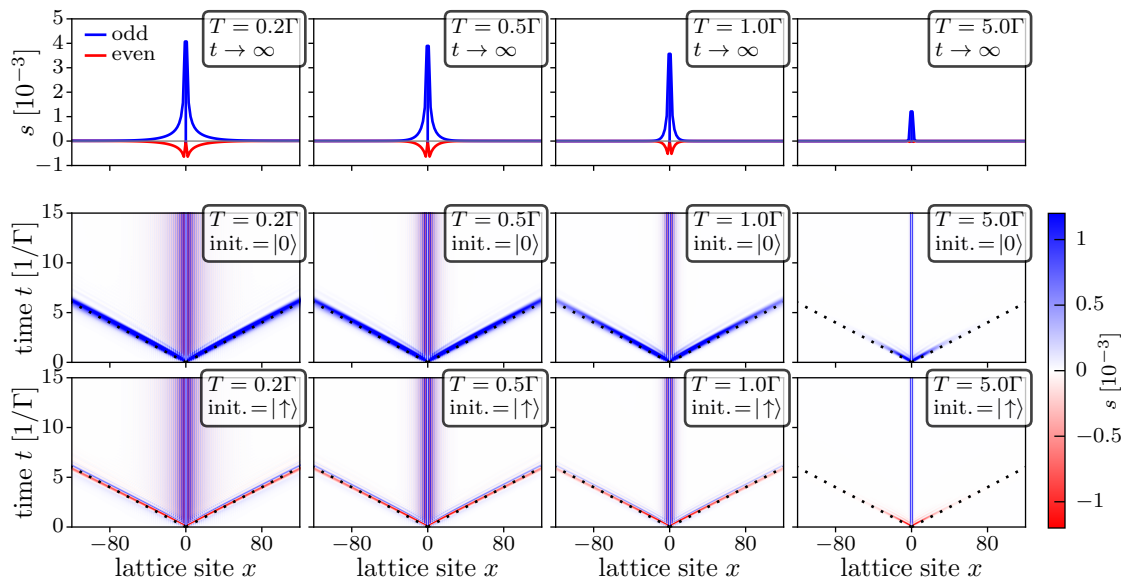 5
4
3
2
1
0
−1
s [10⁻³]
odd
even
T = 0.2Γ
t → ∞
T = 0.5Γ
t → ∞
T = 1.0Γ
t → ∞
T = 5.0Γ
t → ∞
15
10
5
0
time t [1/Γ]
T = 0.2Γ
init. = |0⟩
T = 0.5Γ
init. = |0⟩
T = 1.0Γ
init. = |0⟩
T = 5.0Γ
init. = |0⟩
15
10
5
0
time t [1/Γ]
T = 0.2Γ
init. = |↑⟩
T = 0.5Γ
init. = |↑⟩
T = 1.0Γ
init. = |↑⟩
T = 5.0Γ
init. = |↑⟩
−80 0 80
−80 0 80
−80 0 80
−80 0 80
lattice site x
lattice site x
lattice site x
lattice site x
1
0.5
0
−0.5
−1
s [10⁻³]